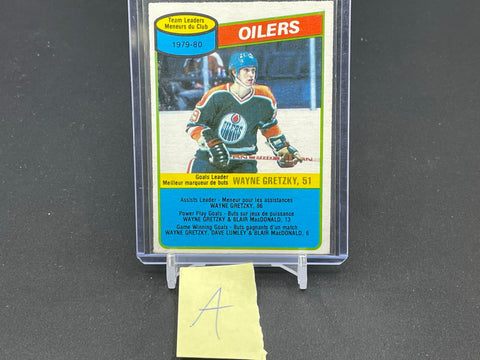 Team Leaders
Meneurs du Club
1979-80
OILERS
OILERS
Goals Leader
Meilleur marqueur de buts
WAYNE GRETZKY, 51
Assists Leader - Meneur pour les assistances
WAYNE GRETZKY, 86
Power Play Goals - Buts sur jeux de puissance
WAYNE GRETZKY & BLAIR MacDONALD, 13
Game Winning Goals - Buts gagnants d'un match
WAYNE GRETZKY, DAVE LUMLEY & BLAIR MacDONALD, 6
A